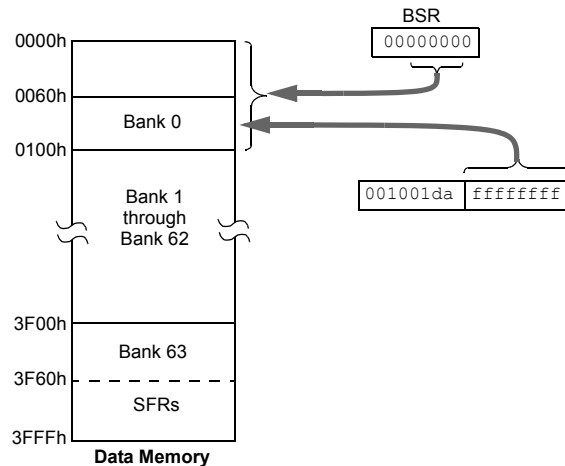 BSR
00000000
0000h
0060h
Bank 0
0100h
001001da ffffffff
Bank 1
through
Bank 62
3F00h
Bank 63
3F60h
SFRs
3FFFh
Data Memory